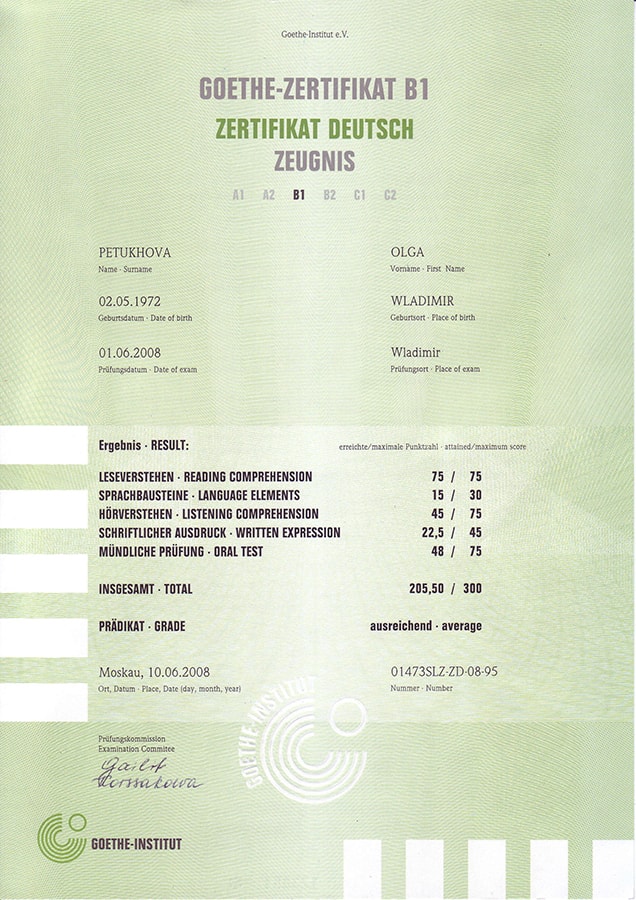 Goethe-Institut e.V.
GOETHE-ZERTIFIKAT B1
ZERTIFIKAT DEUTSCH
ZEUGNIS
A1 A2 B1 B2 C1 C2
PETUKHOVA OLGA
Name · Surname Vorname · First Name
02.05.1972 WLADIMIR
Geburtsdatum · Date of birth Geburtsort · Place of birth
01.06.2008 Wladimir
Prüfungsdatum · Date of exam Prüfungsort · Place of exam
Ergebnis · RESULT: erreichte/maximale Punktzahl · attained/maximum score
LESEVERSTEHEN · READING COMPREHENSION 75 / 75
SPRACHBAUSTEINE · LANGUAGE ELEMENTS 15 / 30
HÖRVERSTEHEN · LISTENING COMPREHENSION 45 / 75
SCHRIFTLICHER AUSDRUCK · WRITTEN EXPRESSION 22,5 / 45
MÜNDLICHE PRÜFUNG · ORAL TEST 48 / 75
INSGESAMT · TOTAL 205,50 / 300
PRÄDIKAT · GRADE ausreichend · average
Moskau, 10.06.2008 01473SLZ-ZD-08-95
Ort, Datum · Place, Date (day, month, year) Nummer · Number
GOETHE-INSTITUT
Prüfungskommission
Examination Commitee
Korssakowa
GOETHE-INSTITUT